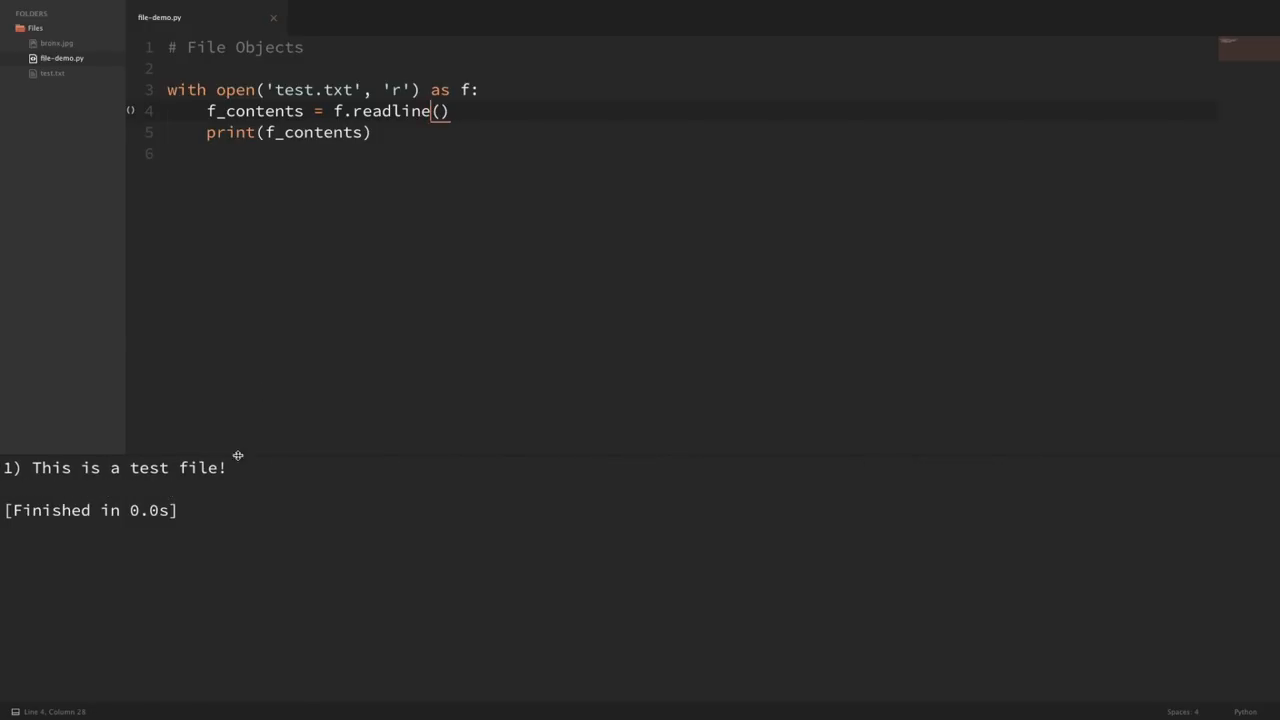 FOLDERS
Files
bronx.jpg
file-demo.py
test.txt
file-demo.py ×
1 # File Objects
2
3 with open('test.txt', 'r') as f:
() 4     f_contents = f.readline()
5     print(f_contents)
6
1) This is a test file!
[Finished in 0.0s]
Line 4, Column 28
Spaces: 4
Python